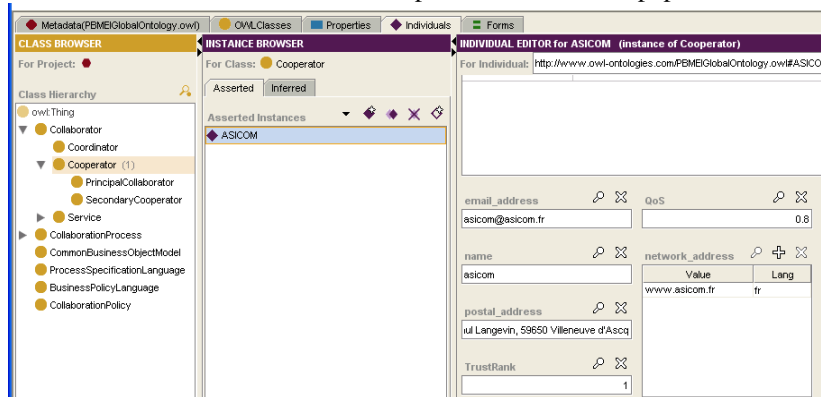 Metadata(PBMEIGlobalOntology.owl) OWLClasses Properties Individuals Forms
CLASS BROWSER
For Project:
Class Hierarchy
owl:Thing
Collaborator
Coordinator
Cooperator (1)
PrincipalCollaborator
SecondaryCooperator
Service
CollaborationProcess
CommonBusinessObjectModel
ProcessSpecificationLanguage
BusinessPolicyLanguage
CollaborationPolicy
INSTANCE BROWSER
For Class: Cooperator
Asserted Inferred
Asserted Instances
ASICOM
INDIVIDUAL EDITOR for ASICOM (instance of Cooperator)
For Individual: http://www.owl-ontologies.com/PBMEIGlobalOntology.owl#ASICO
email_address
asicom@asicom.fr
QoS
0.8
name
asicom
network_address
Value Lang
www.asicom.fr fr
postal_address
Langevin, 59650 Villeneuve d'Ascq
TrustRank
1